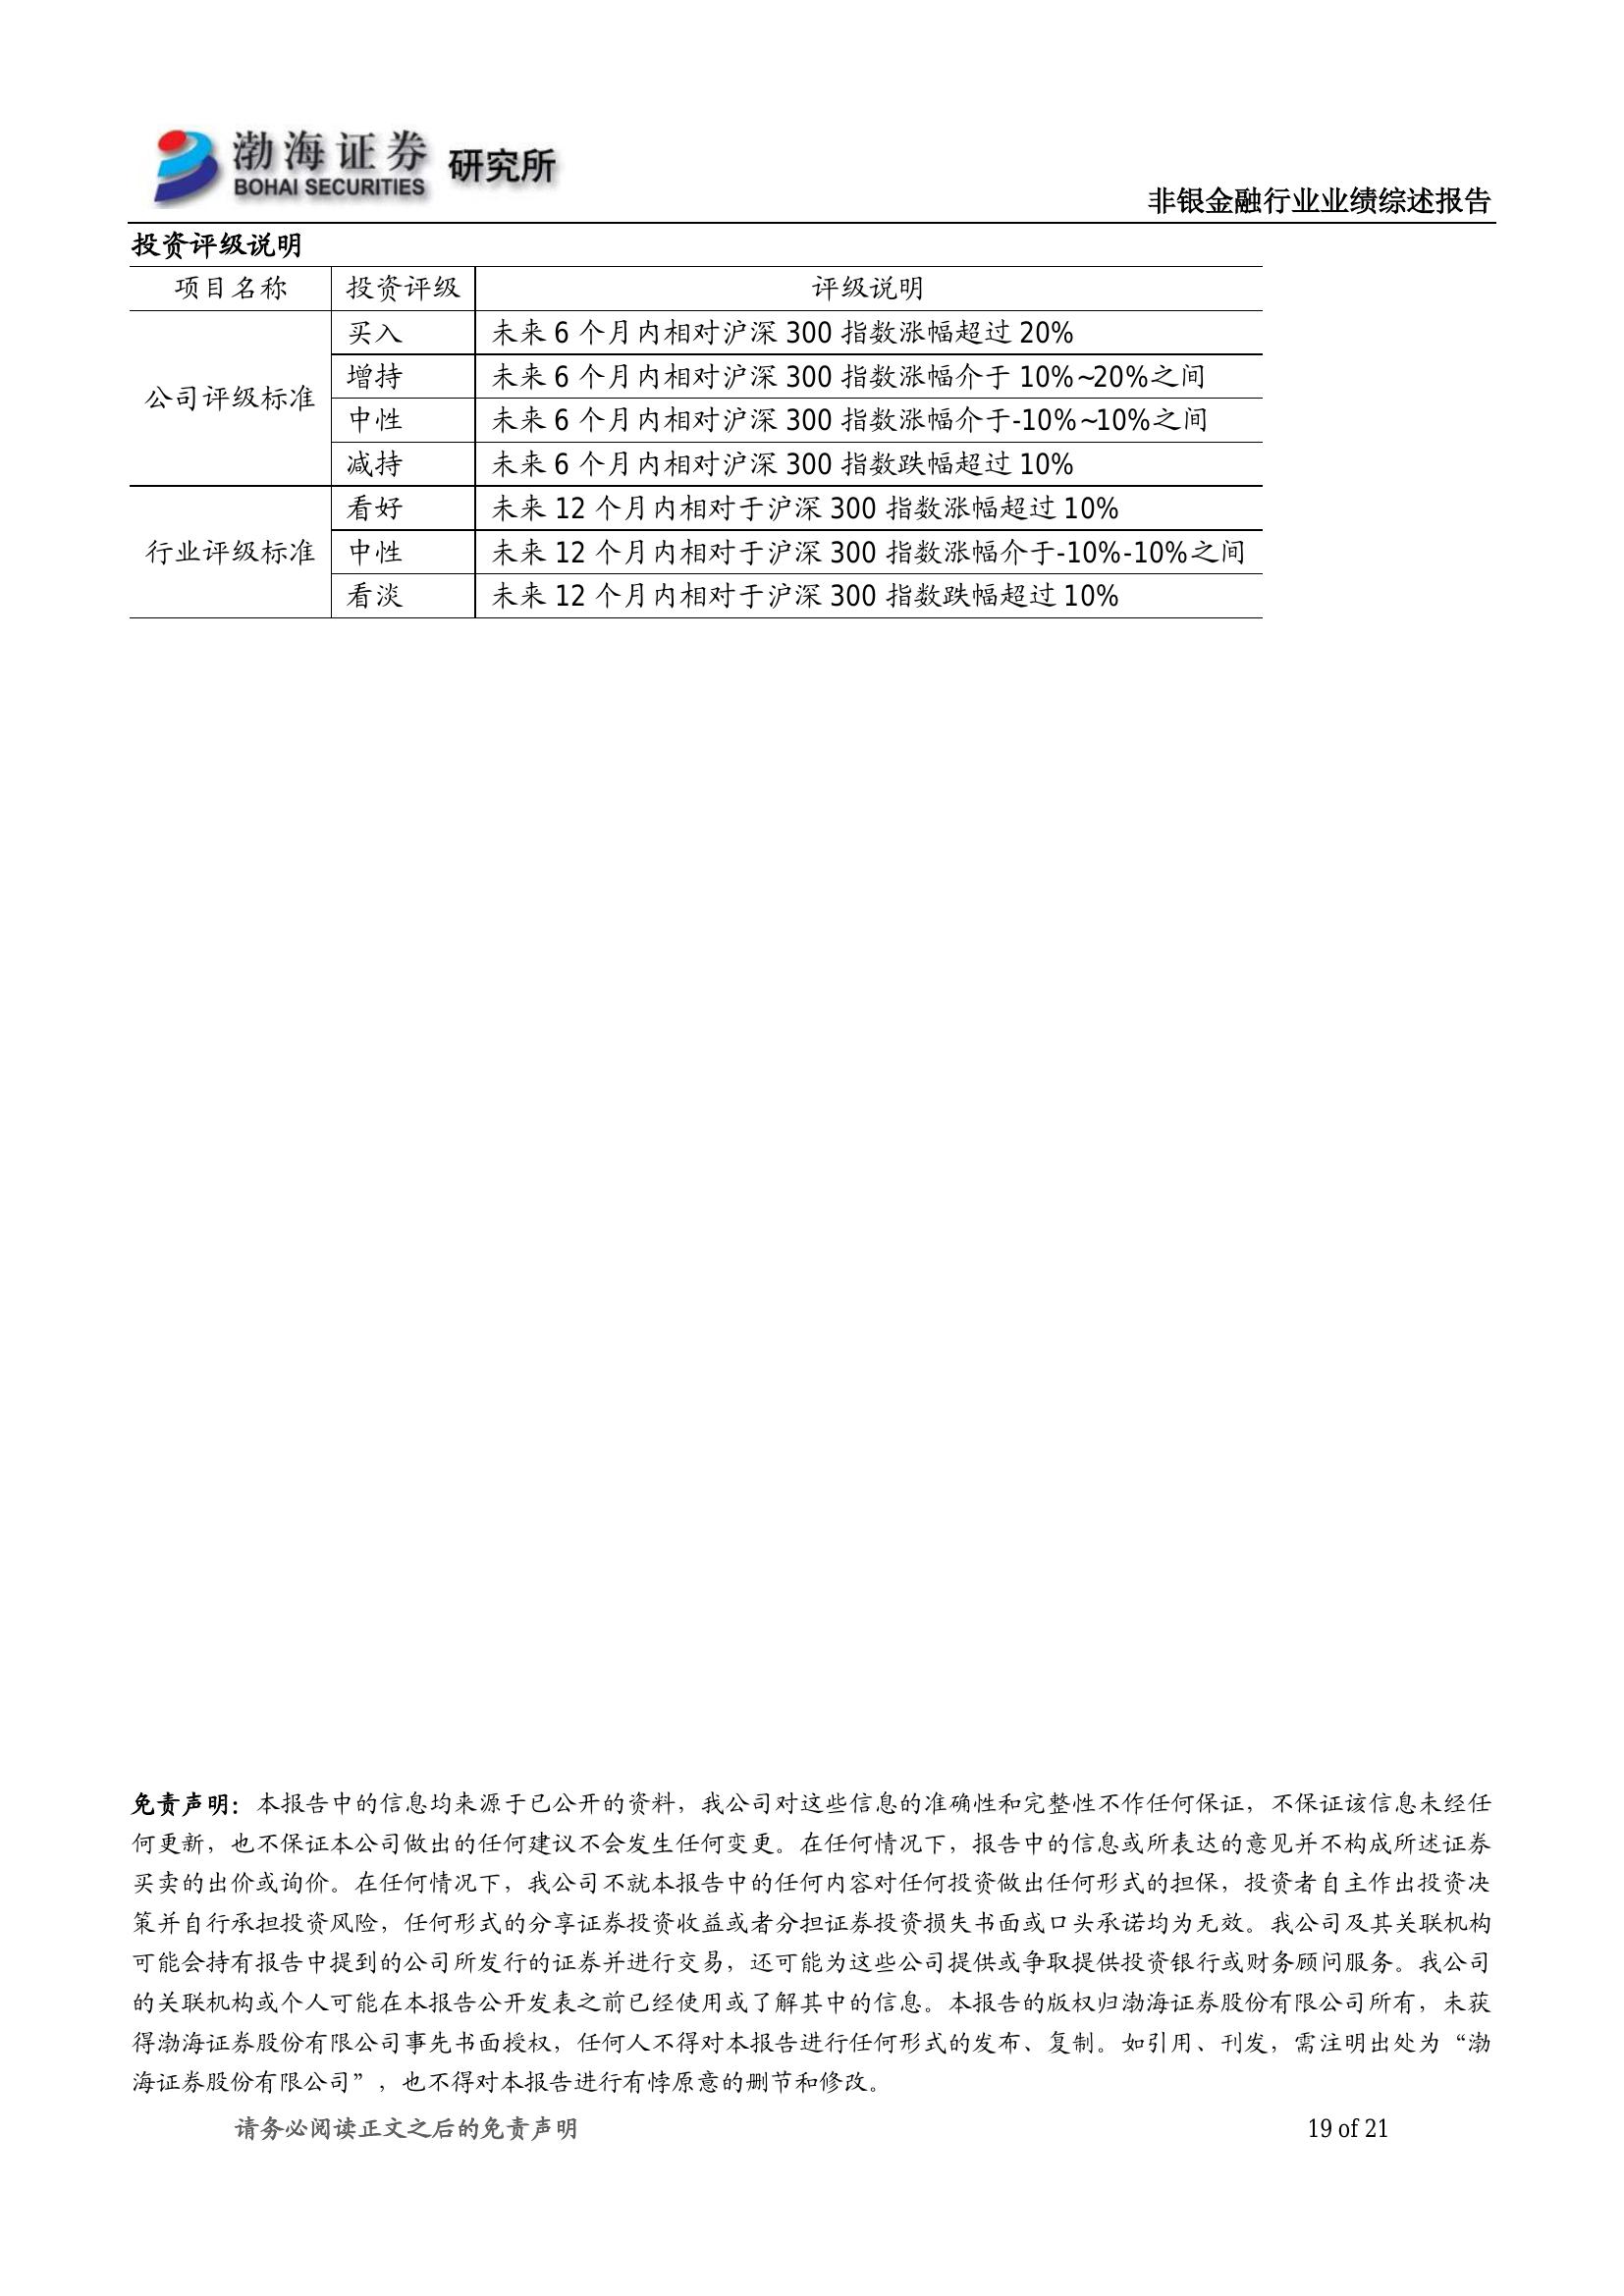 渤海证券 研究所
BOHAI SECURITIES
非银金融行业业绩综述报告
投资评级说明
项目名称 投资评级 评级说明
公司评级标准
买入 未来 6 个月内相对沪深 300 指数涨幅超过 20%
增持 未来 6 个月内相对沪深 300 指数涨幅介于 10%~20%之间
中性 未来 6 个月内相对沪深 300 指数涨幅介于-10%~10%之间
减持 未来 6 个月内相对沪深 300 指数跌幅超过 10%
行业评级标准
看好 未来 12 个月内相对于沪深 300 指数涨幅超过 10%
中性 未来 12 个月内相对于沪深 300 指数涨幅介于-10%-10%之间
看淡 未来 12 个月内相对于沪深 300 指数跌幅超过 10%
免责声明：本报告中的信息均来源于已公开的资料，我公司对这些信息的准确性和完整性不作任何保证，不保证该信息未经任
何更新，也不保证本公司做出的任何建议不会发生任何变更。在任何情况下，报告中的信息或所表达的意见并不构成所述证券
买卖的出价或询价。在任何情况下，我公司不就本报告中的任何内容对任何投资做出任何形式的担保，投资者自主作出投资决
策并自行承担投资风险，任何形式的分享证券投资收益或者分担证券投资损失书面或口头承诺均为无效。我公司及其关联机构
可能会持有报告中提到的公司所发行的证券并进行交易，还可能为这些公司提供或争取提供投资银行或财务顾问服务。我公司
的关联机构或个人可能在本报告公开发表之前已经使用或了解其中的信息。本报告的版权归渤海证券股份有限公司所有，未获
得渤海证券股份有限公司事先书面授权，任何人不得对本报告进行任何形式的发布、复制。如引用、刊发，需注明出处为“渤
海证券股份有限公司”，也不得对本报告进行有悖原意的删节和修改。
请务必阅读正文之后的免责声明 19 of 21